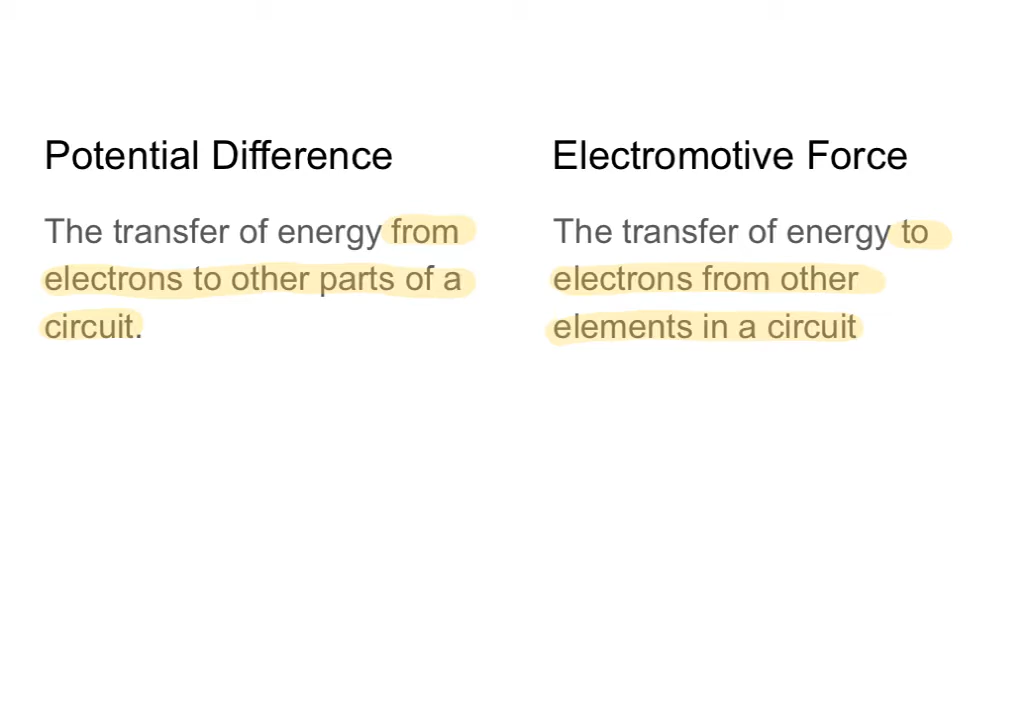 Potential Difference
The transfer of energy from
electrons to other parts of a
circuit.
Electromotive Force
The transfer of energy to
electrons from other
elements in a circuit